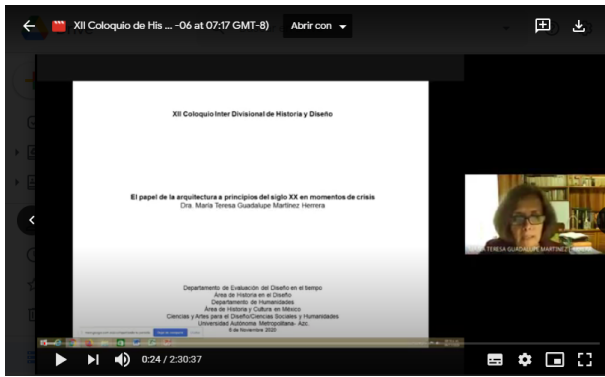 XII Coloquio de His ... -06 at 07:17 GMT-8)
Abrir con
XII Coloquio Inter Divisional de Historia y Diseño
El papel de la arquitectura a principios del siglo XX en momentos de crisis
Dra. María Teresa Guadalupe Martínez Herrera
TERESA GUADALUPE MARTÍNEZ
Departamento de Evaluación del Diseño en el tiempo
Área de Historia en el Diseño
Departamento de Humanidades
Área de Historia y Cultura en México
Ciencias y Artes para el Diseño/Ciencias Sociales y Humanidades
Universidad Autónoma Metropolitana- Azc.
6 de Noviembre 2020
0:24 / 2:30:37